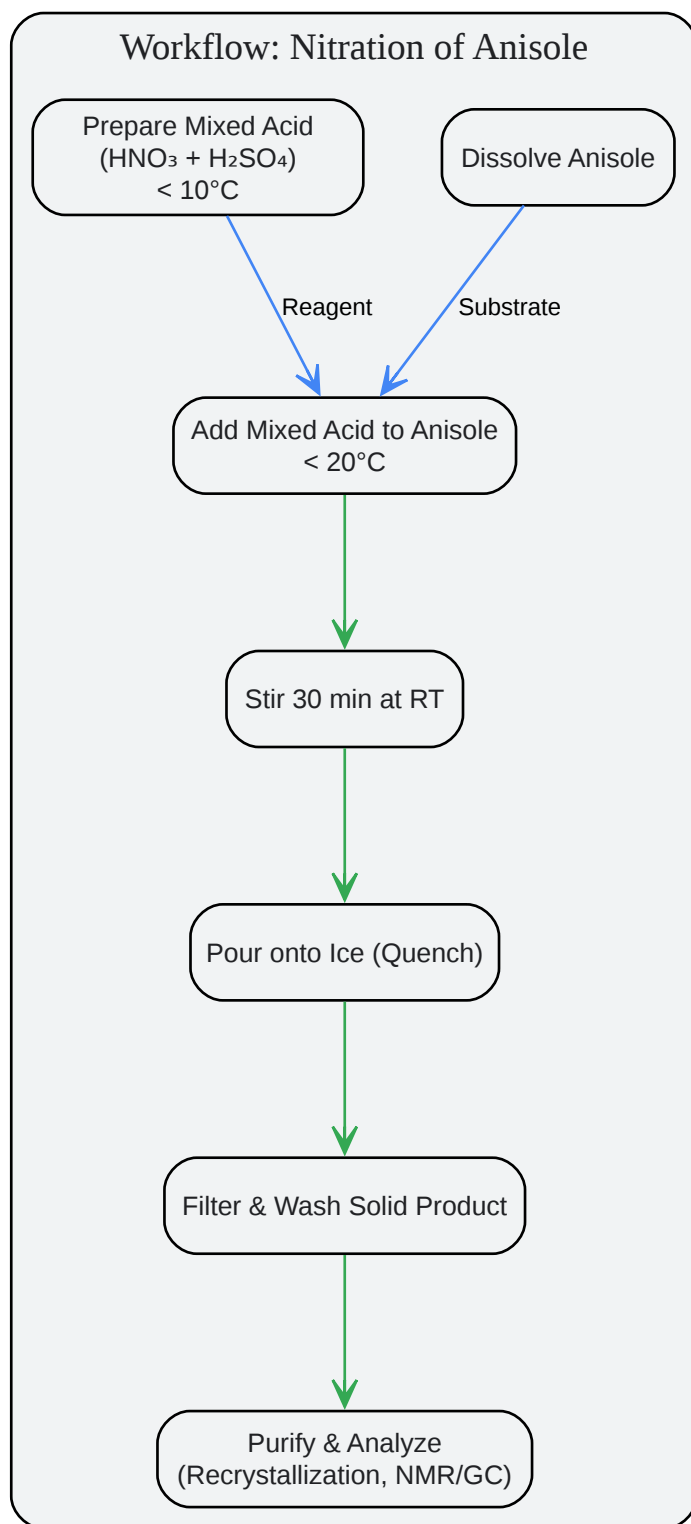 Workflow: Nitration of Anisole
Prepare Mixed Acid
(HNO₃ + H₂SO₄)
< 10°C
Dissolve Anisole
Reagent
Substrate
Add Mixed Acid to Anisole
< 20°C
Stir 30 min at RT
Pour onto Ice (Quench)
Filter & Wash Solid Product
Purify & Analyze
(Recrystallization, NMR/GC)